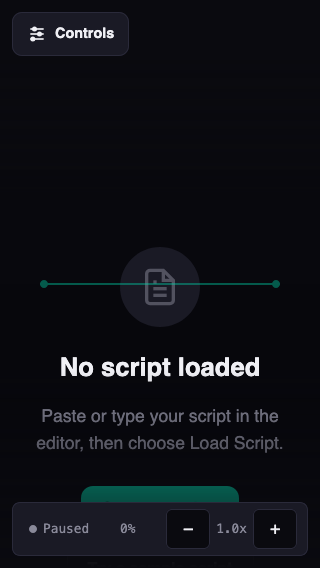 Controls
No script loaded
Paste or type your script in the
editor, then choose Load Script.
Paused 0% − 1.0x +